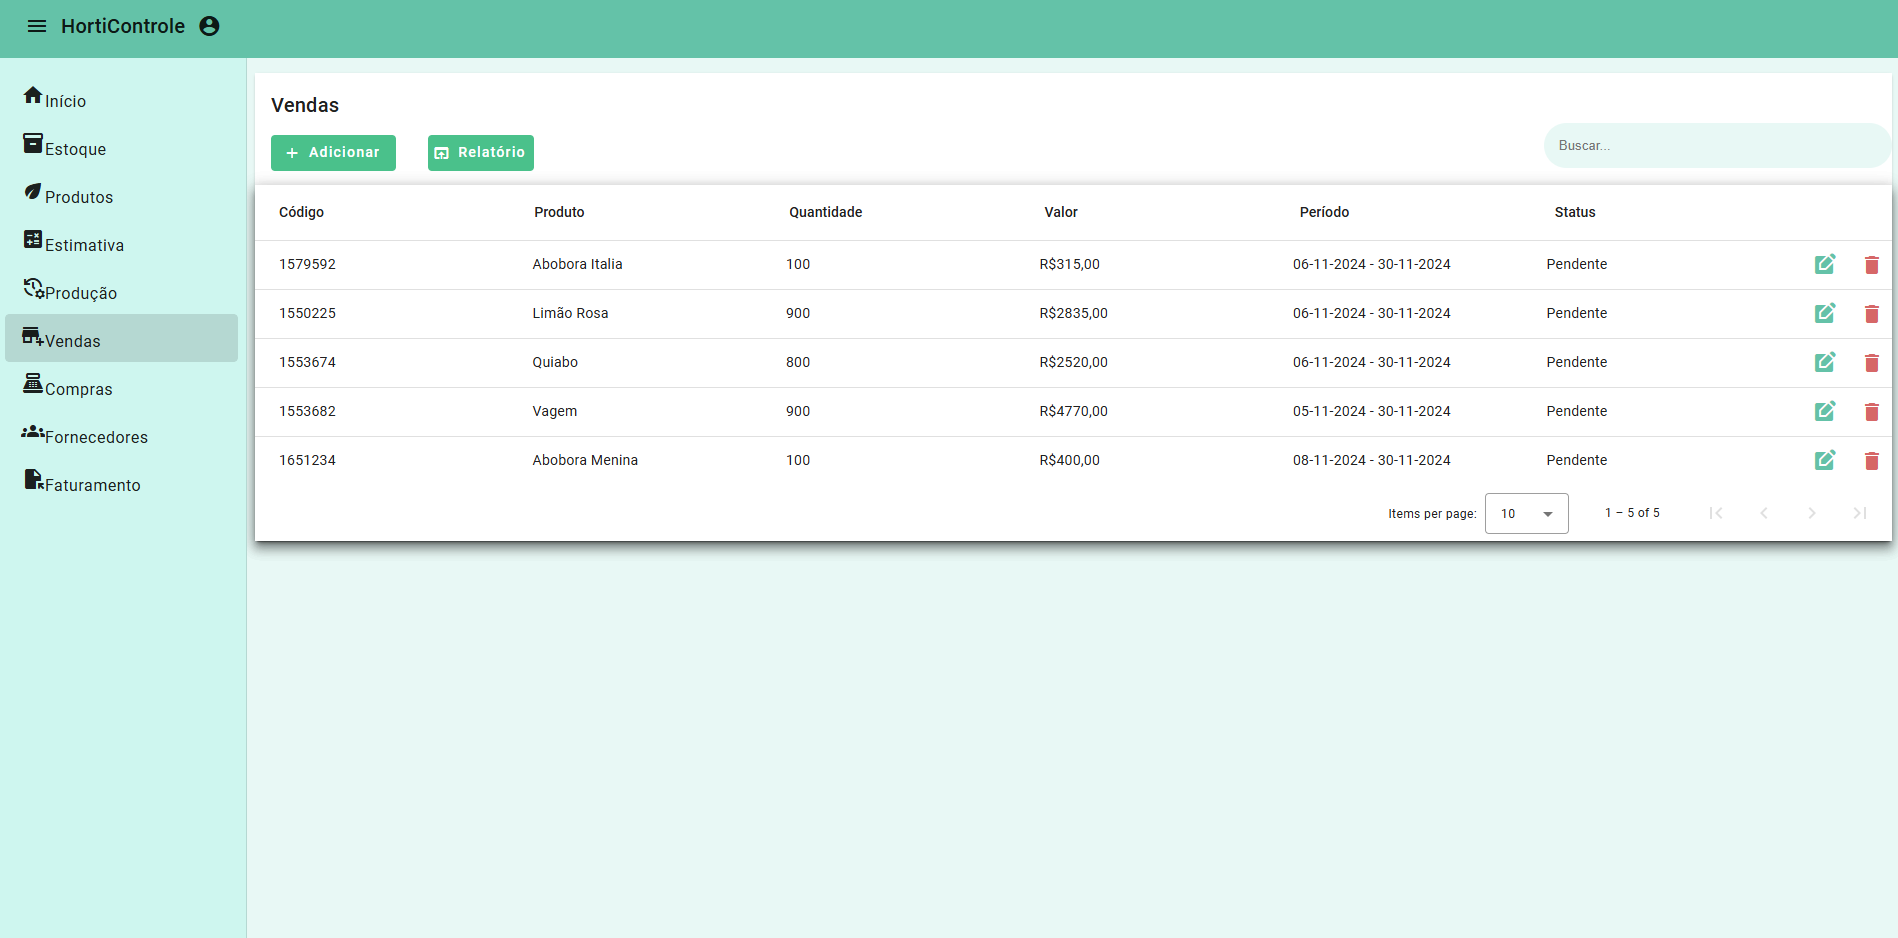 HortiControle
Início
Estoque
Produtos
Estimativa
Produção
Vendas
Compras
Fornecedores
Faturamento
Vendas
Adicionar
Relatório
Buscar...
Código Produto Quantidade Valor Período Status
1579592 Abobora Italia 100 R$315,00 06-11-2024 - 30-11-2024 Pendente
1550225 Limão Rosa 900 R$2835,00 06-11-2024 - 30-11-2024 Pendente
1553674 Quiabo 800 R$2520,00 06-11-2024 - 30-11-2024 Pendente
1553682 Vagem 900 R$4770,00 05-11-2024 - 30-11-2024 Pendente
1651234 Abobora Menina 100 R$400,00 08-11-2024 - 30-11-2024 Pendente
Items per page: 10 1 – 5 of 5